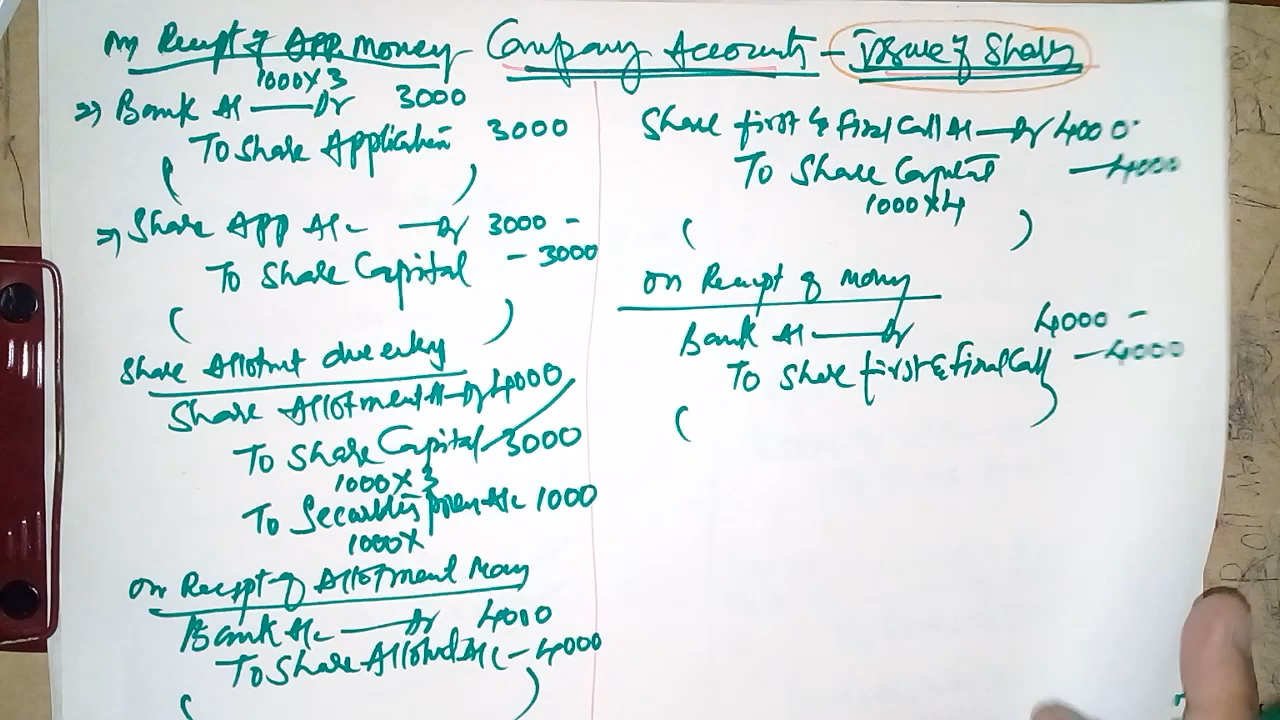 on Receipt of App money Company Accounts - Issue of Shares
1000 X 3
=> Bank A/c Dr 3000
To Share Application 3000
( )
=> Share App A/c Dr 3000 -
To Share Capital - 3000
( )
Share Allotment due entry
Share Allotment A/c Dr 4000
To Share Capital 3000
1000 X 3
To Securities prem A/c 1000
1000X
on Receipt of Allotment Money
Bank A/c Dr 4000
To Share Allotment A/c - 4000
( )
Share first & Final Call A/c Dr 4000
To Share Capital 4000
1000 X 4
( )
on Receipt of money
Bank A/c Dr 4000 -
To Share first & Final Call - 4000
( )